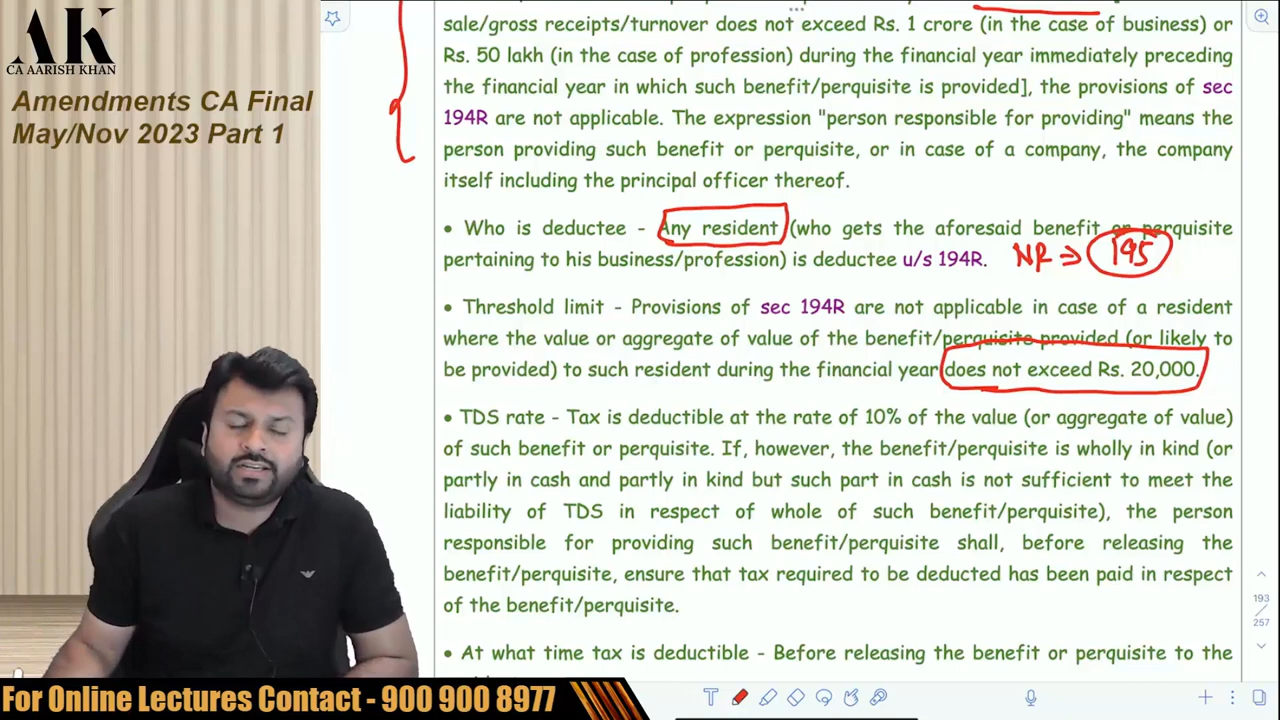 AK
CA AARISH KHAN
Amendments CA Final
May/Nov 2023 Part 1
sale/gross receipts/turnover does not exceed Rs. 1 crore (in the case of business) or
Rs. 50 lakh (in the case of profession) during the financial year immediately preceding
the financial year in which such benefit/perquisite is provided], the provisions of sec
194R are not applicable. The expression "person responsible for providing" means the
person providing such benefit or perquisite, or in case of a company, the company
itself including the principal officer thereof.
• Who is deductee - Any resident (who gets the aforesaid benefit or perquisite
pertaining to his business/profession) is deductee u/s 194R.
NR ⇒ 195
• Threshold limit - Provisions of sec 194R are not applicable in case of a resident
where the value or aggregate of value of the benefit/perquisite provided (or likely to
be provided) to such resident during the financial year does not exceed Rs. 20,000.
• TDS rate - Tax is deductible at the rate of 10% of the value (or aggregate of value)
of such benefit or perquisite. If, however, the benefit/perquisite is wholly in kind (or
partly in cash and partly in kind but such part in cash is not sufficient to meet the
liability of TDS in respect of whole of such benefit/perquisite), the person
responsible for providing such benefit/perquisite shall, before releasing the
benefit/perquisite, ensure that tax required to be deducted has been paid in respect
of the benefit/perquisite.
• At what time tax is deductible - Before releasing the benefit or perquisite to the
193
257
For Online Lectures Contact - 900 900 8977